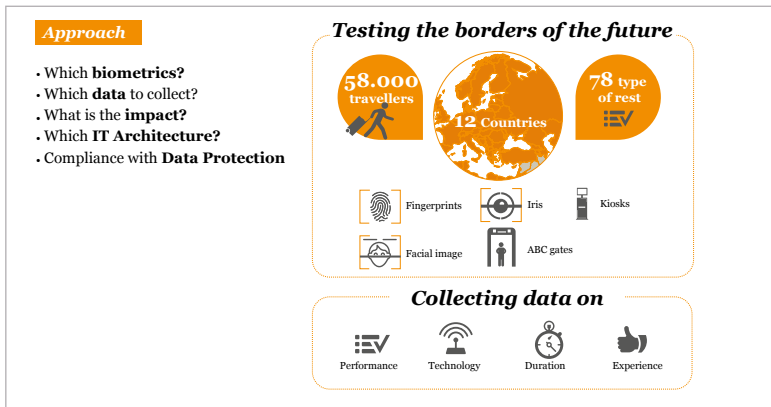 Approach
• Which biometrics?
• Which data to collect?
• What is the impact?
• Which IT Architecture?
• Compliance with Data Protection
Testing the borders of the future
58.000
travellers
12 Countries
78 type
of rest
Fingerprints
Iris
Kiosks
Facial image
ABC gates
Collecting data on
Performance
Technology
Duration
Experience